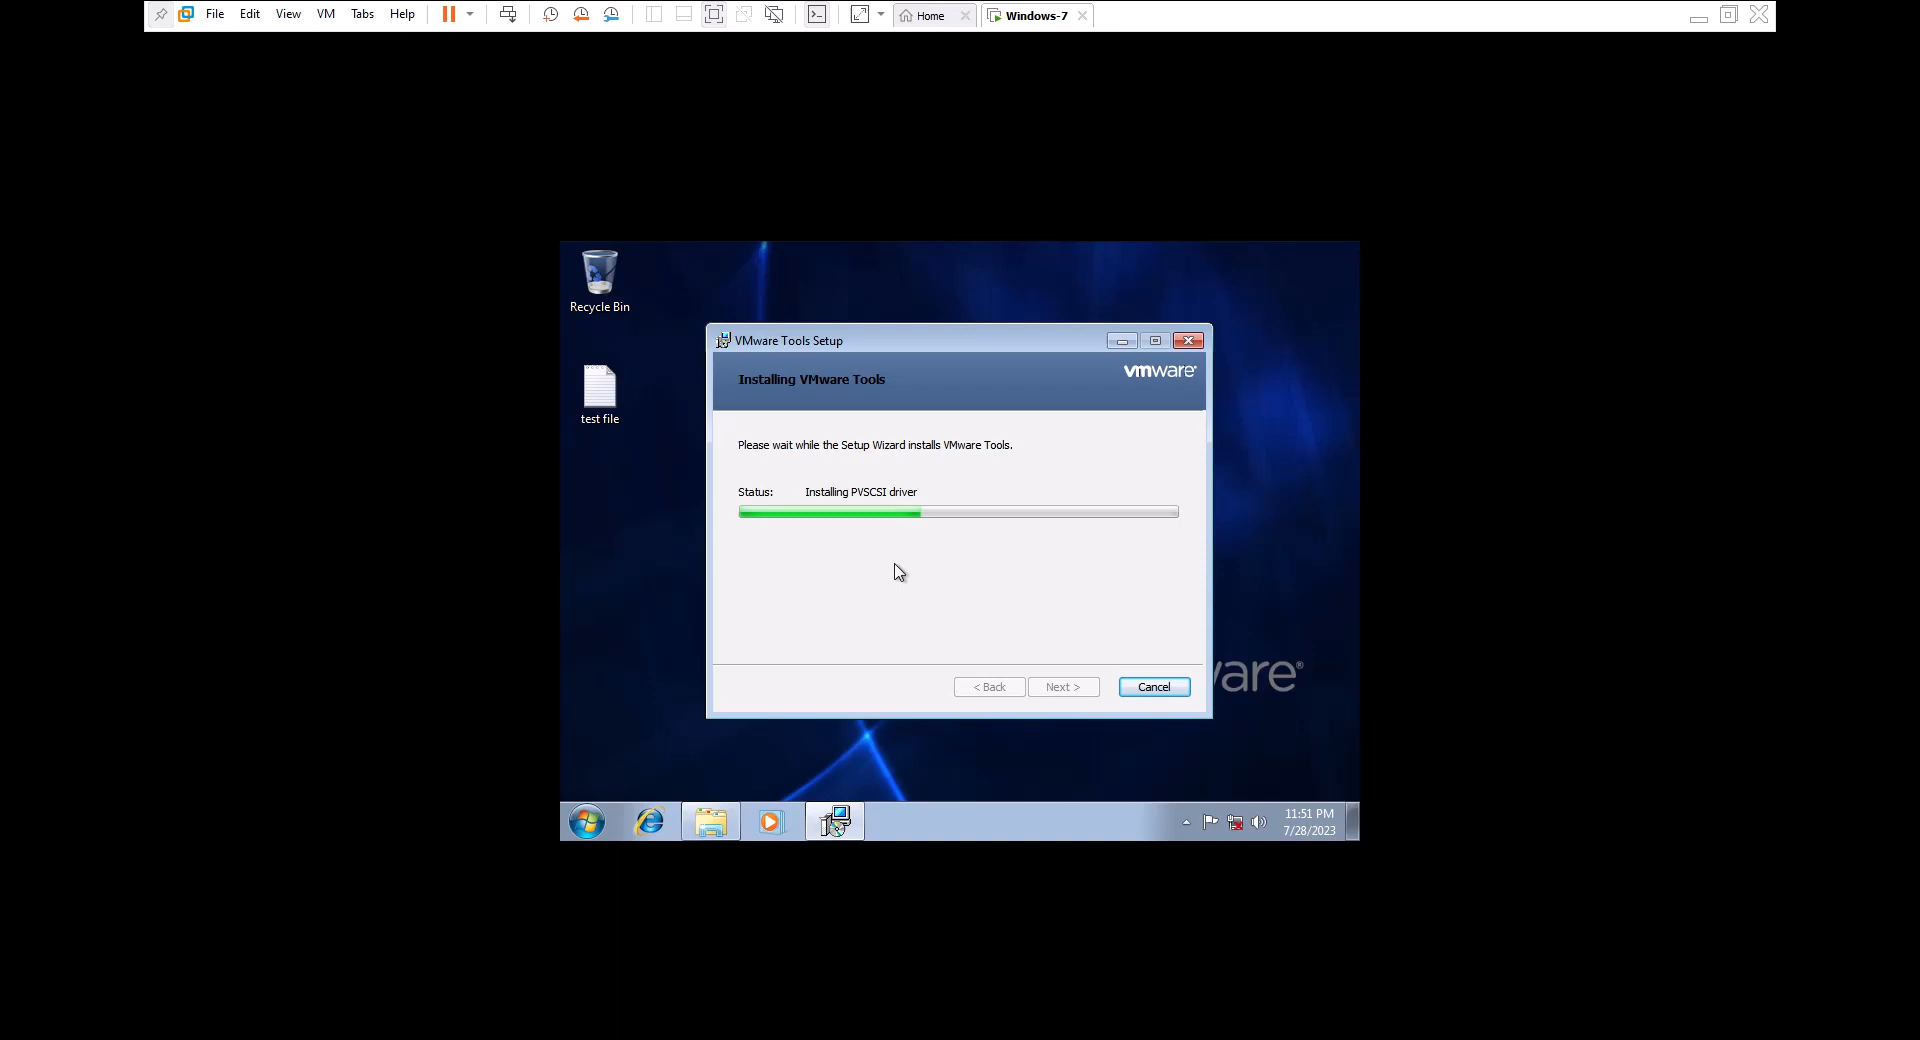 File Edit View VM Tabs Help Home Windows-7
Recycle Bin
test file
VMware Tools Setup
vmware®
Installing VMware Tools
Please wait while the Setup Wizard installs VMware Tools.
Status: Installing PVSCSI driver
< Back Next > Cancel
are®
11:51 PM
7/28/2023